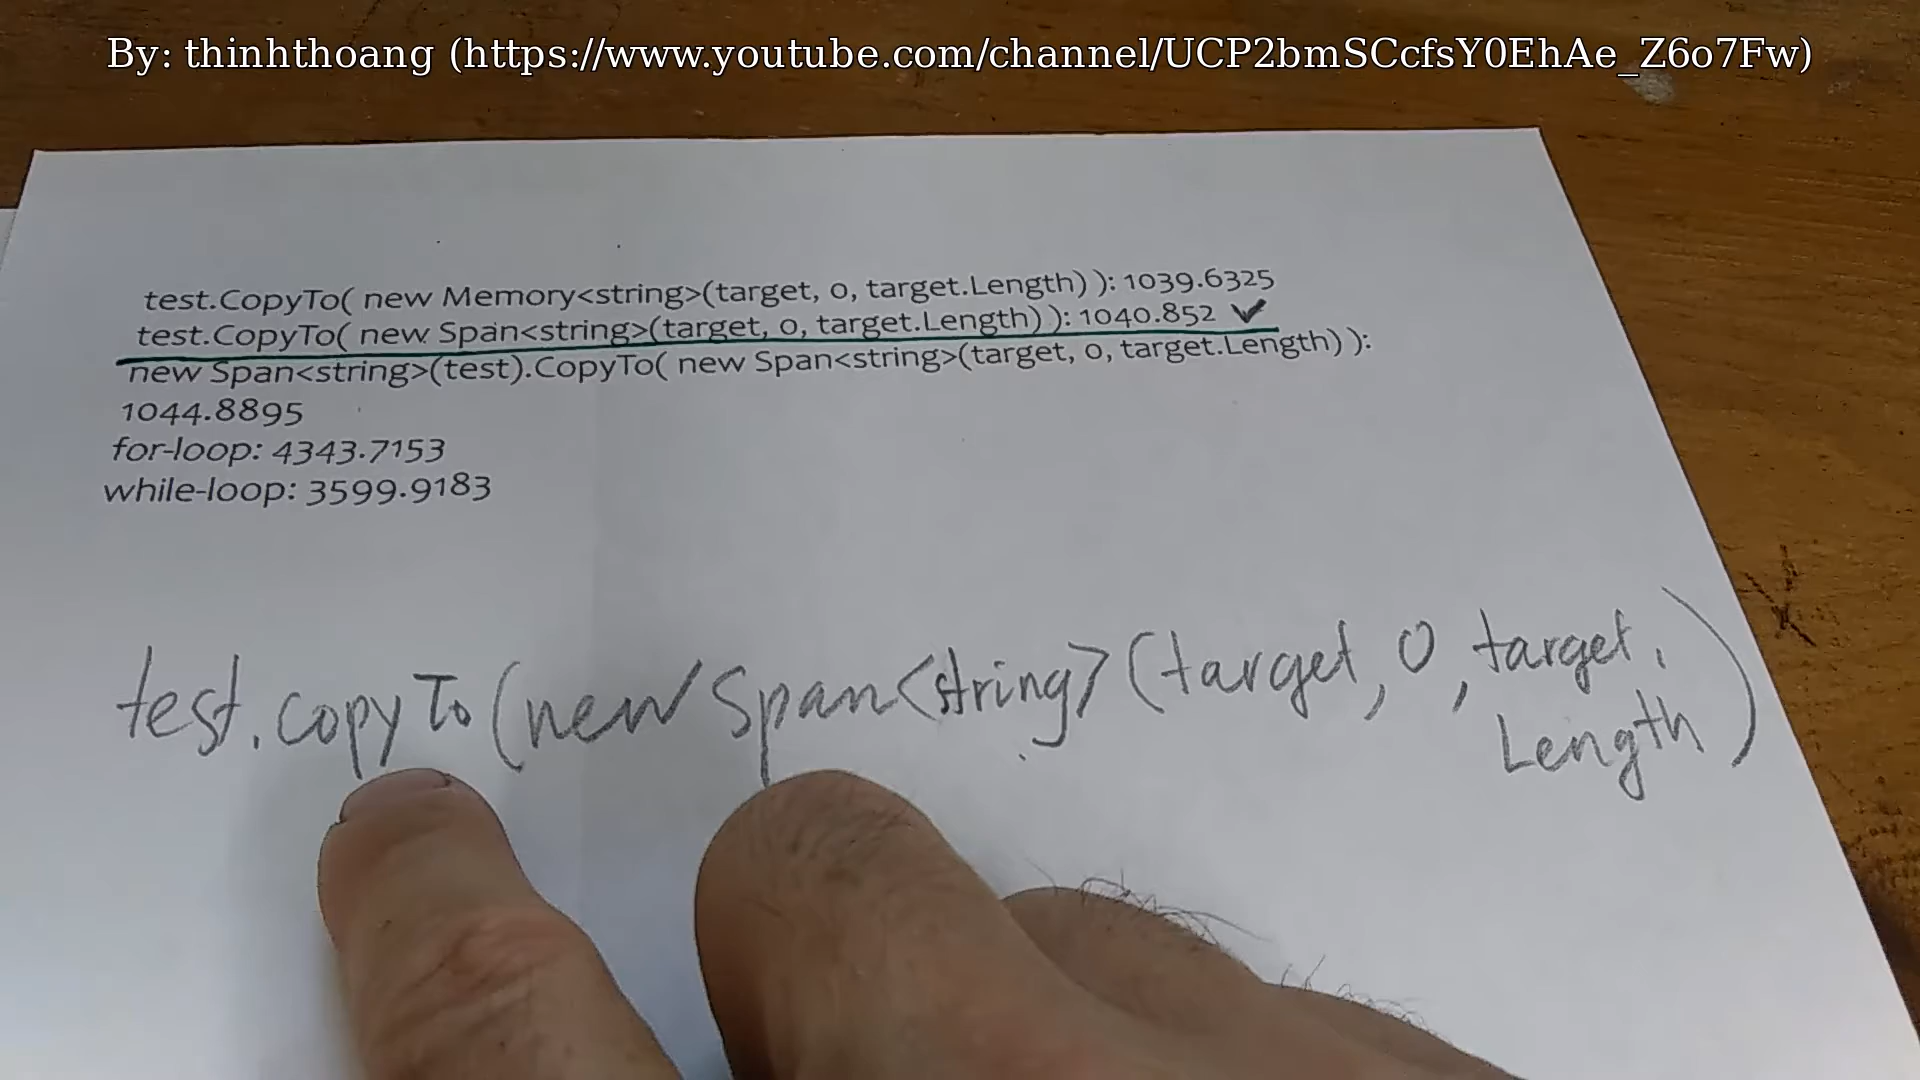 By: thinhthoang (https://www.youtube.com/channel/UCP2bmSCcfsY0EhAe_Z6o7Fw)
test.CopyTo( new Memory<string>(target, 0, target.Length) ): 1039.6325
test.CopyTo( new Span<string>(target, 0, target.Length) ): 1040.852 ✔
new Span<string>(test).CopyTo( new Span<string>(target, 0, target.Length) ):
1044.8895
for-loop: 4343.7153
while-loop: 3599.9183
test.copyTo(new Span<string>(target, 0, target.
Length)